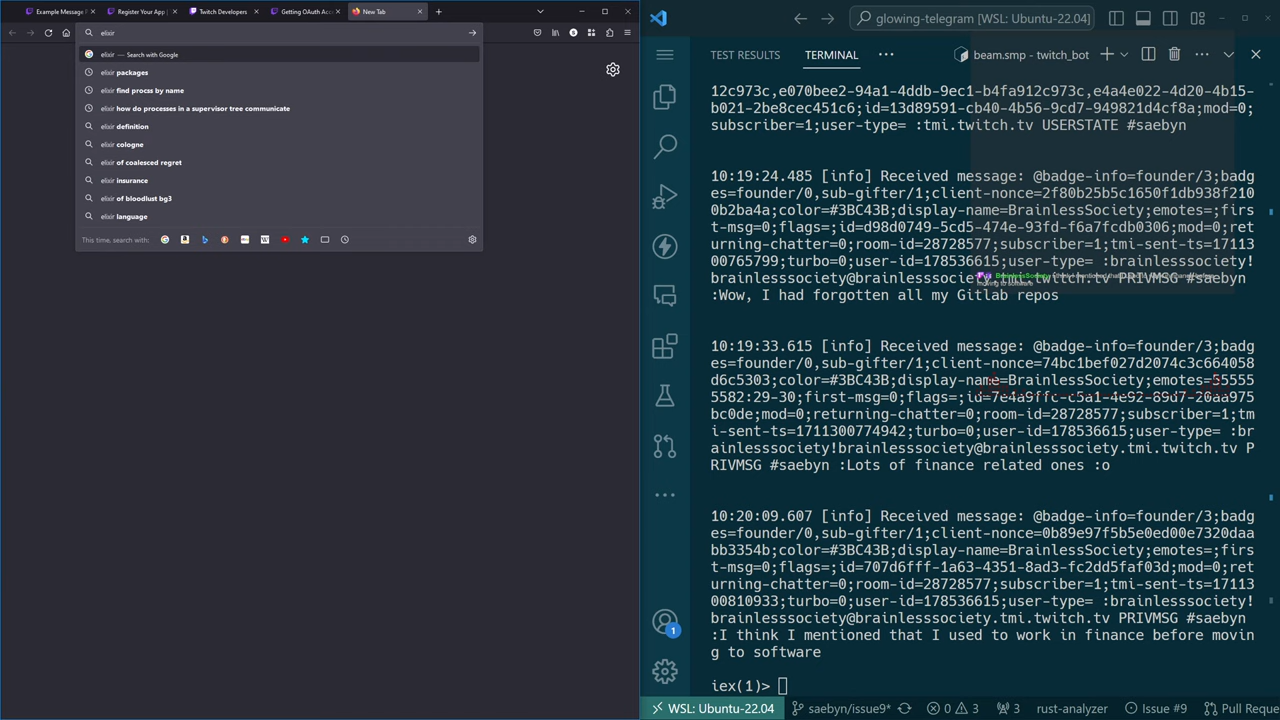 Example Message F
Register Your App |
Twitch Developers
Getting OAuth Acce
New Tab
elixir
elixir — Search with Google
elixir packages
elixir find procss by name
elixir how do processes in a supervisor tree communicate
elixir definition
elixir cologne
elixir of coalesced regret
elixir insurance
elixir of bloodlust bg3
elixir language
This time, search with:
glowing-telegram [WSL: Ubuntu-22.04]
TEST RESULTS
TERMINAL
beam.smp - twitch_bot
12c973c,e070bee2-94a1-4ddb-9ec1-b4fa912c973c,e4a4e022-4d20-4b15-
b021-2be8cec451c6;id=13d89591-cb40-4b56-9cd7-949821d4cf8a;mod=0;
subscriber=1;user-type= :tmi.twitch.tv USERSTATE #saebyn
10:19:24.485 [info] Received message: @badge-info=founder/3;badg
es=founder/0,sub-gifter/1;client-nonce=2f80b25b5c1650f1db938f210
0b2ba4a;color=#3BC43B;display-name=BrainlessSociety;emotes=;firs
t-msg=0;flags=;id=d98d0749-5cd5-474e-93fd-f6a7fcdb0306;mod=0;ret
urning-chatter=0;room-id=28728577;subscriber=1;tmi-sent-ts=17113
00765799;turbo=0;user-id=178536615;user-type= :brainlesssociety!
brainlesssociety@brainlesssociety.tmi.twitch.tv PRIVMSG #saebyn
:Wow, I had forgotten all my Gitlab repos
10:19:33.615 [info] Received message: @badge-info=founder/3;badg
es=founder/0,sub-gifter/1;client-nonce=74bc1bef027d2074c3c664058
d6c5303;color=#3BC43B;display-name=BrainlessSociety;emotes=55555
5582:29-30;first-msg=0;flags=;
bc0de;mod=0;returning-chatter=0;room-id=28728577;subscriber=1;tm
i-sent-ts=1711300774942;turbo=0;user-id=178536615;user-type= :br
ainlesssociety!brainlesssociety@brainlesssociety.tmi.twitch.tv P
RIVMSG #saebyn :Lots of finance related ones :o
10:20:09.607 [info] Received message: @badge-info=founder/3;badg
es=founder/0,sub-gifter/1;client-nonce=0b89e97f5b5e0ed00e7320daa
bb3354b;color=#3BC43B;display-name=BrainlessSociety;emotes=;firs
t-msg=0;flags=;id=707d6fff-1a63-4351-8ad3-fc2dd5faf03d;mod=0;ret
urning-chatter=0;room-id=28728577;subscriber=1;tmi-sent-ts=17113
00810933;turbo=0;user-id=178536615;user-type= :brainlesssociety!
brainlesssociety@brainlesssociety.tmi.twitch.tv PRIVMSG #saebyn
:I think I mentioned that I used to work in finance before movin
g to software
iex(1)>
1
WSL: Ubuntu-22.04
saebyn/issue9*
0
3
3
rust-analyzer
Issue #9
Pull Reque